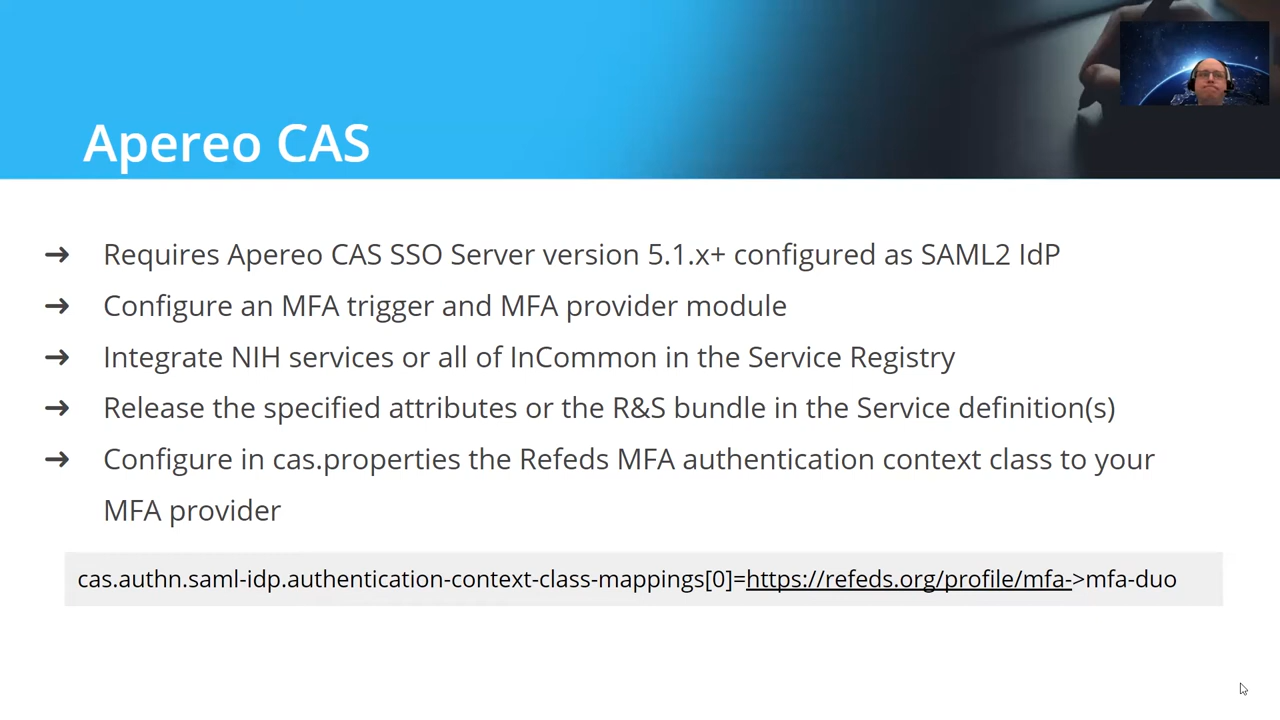 Apereo CAS
➔ Requires Apereo CAS SSO Server version 5.1.x+ configured as SAML2 IdP
➔ Configure an MFA trigger and MFA provider module
➔ Integrate NIH services or all of InCommon in the Service Registry
➔ Release the specified attributes or the R&S bundle in the Service definition(s)
➔ Configure in cas.properties the Refeds MFA authentication context class to your
MFA provider
cas.authn.saml-idp.authentication-context-class-mappings[0]=https://refeds.org/profile/mfa->mfa-duo